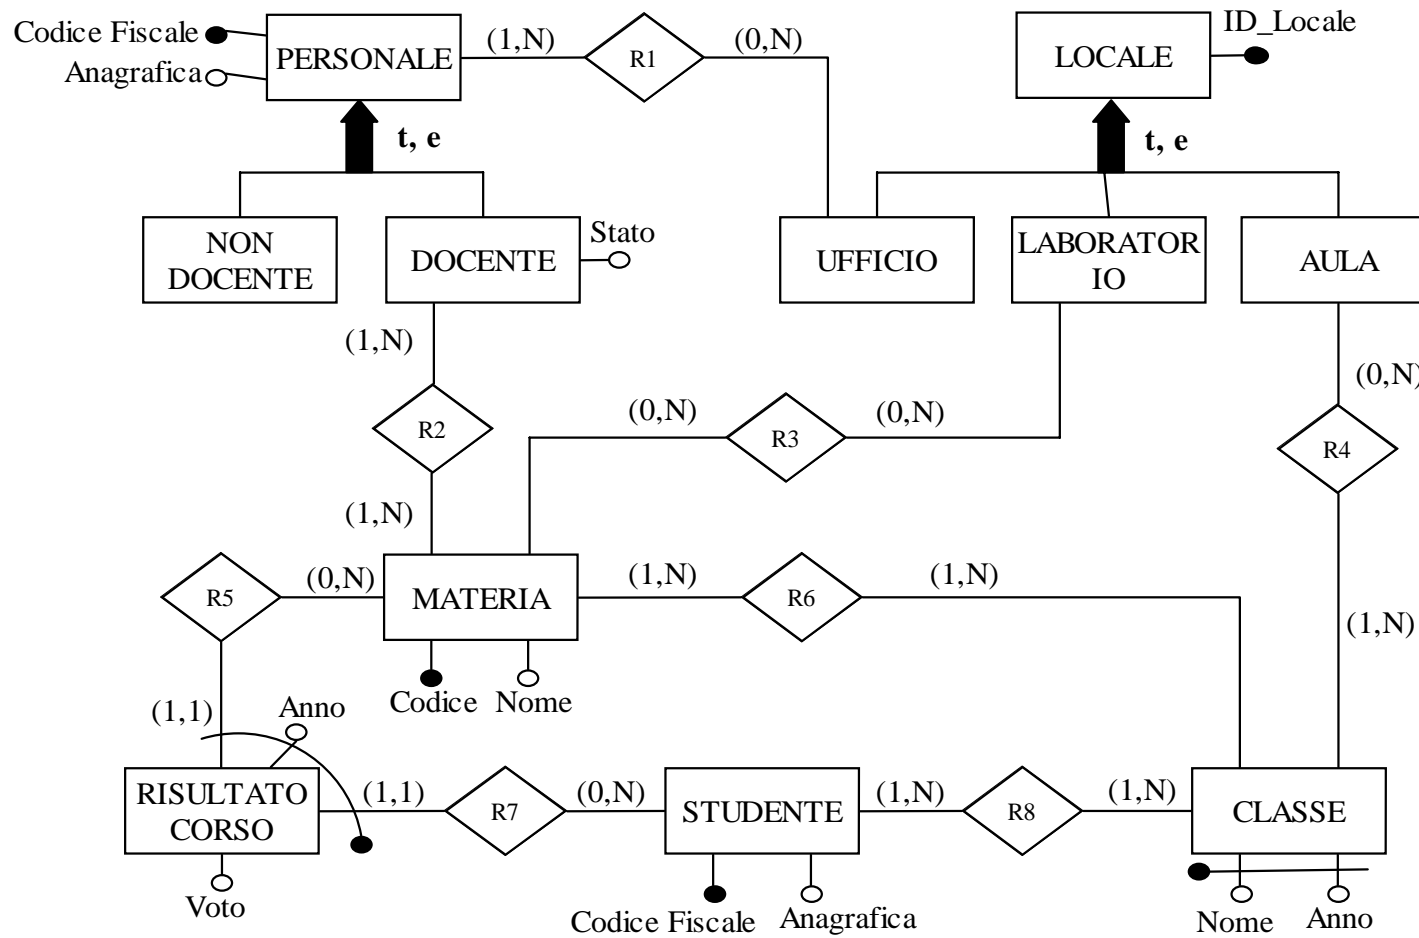 Codice Fiscale
Anagrafica
PERSONALE
(1,N)
R1
(0,N)
LOCALE
ID_Locale
t, e
t, e
NON
DOCENTE
DOCENTE
Stato
UFFICIO
LABORATOR
IO
AULA
(1,N)
R2
(1,N)
(0,N)
R3
(0,N)
(0,N)
R4
(1,N)
R5
(0,N)
MATERIA
(1,N)
R6
(1,N)
Codice
Nome
(1,1)
Anno
RISULTATO
CORSO
(1,1)
R7
(0,N)
STUDENTE
(1,N)
R8
(1,N)
CLASSE
Voto
Codice Fiscale
Anagrafica
Nome
Anno